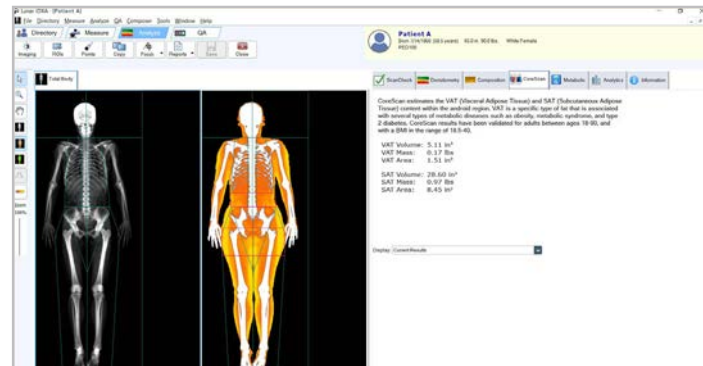 Lunar iDXA - [Patient A]
File Directory Measure Analyze QA Composer Tools Window Help
Directory Measure Analyze QA
Imaging ROIs Points Copy Reports Save Close
Patient A
White Female
Total Body
ScanCheck Densitometry Composition CoreScan Metabolic Analytics Information
CoreScan estimates the VAT (Visceral Adipose Tissue) and SAT (Subcutaneous Adipose
Tissue) content within the android region. VAT is a specific type of fat that is associated
with several types of metabolic diseases such as obesity, metabolic syndrome, and type
2 diabetes. CoreScan results have been validated for adults between ages 18-90, and
with a BMI in the range of 18.5-40.
VAT Volume: 5.11 in³
VAT Mass: 0.17 lbs
VAT Area: 1.51 in²
SAT Volume: 28.60 in³
SAT Mass: 0.97 lbs
SAT Area: 8.45 in²
Display: Current Results